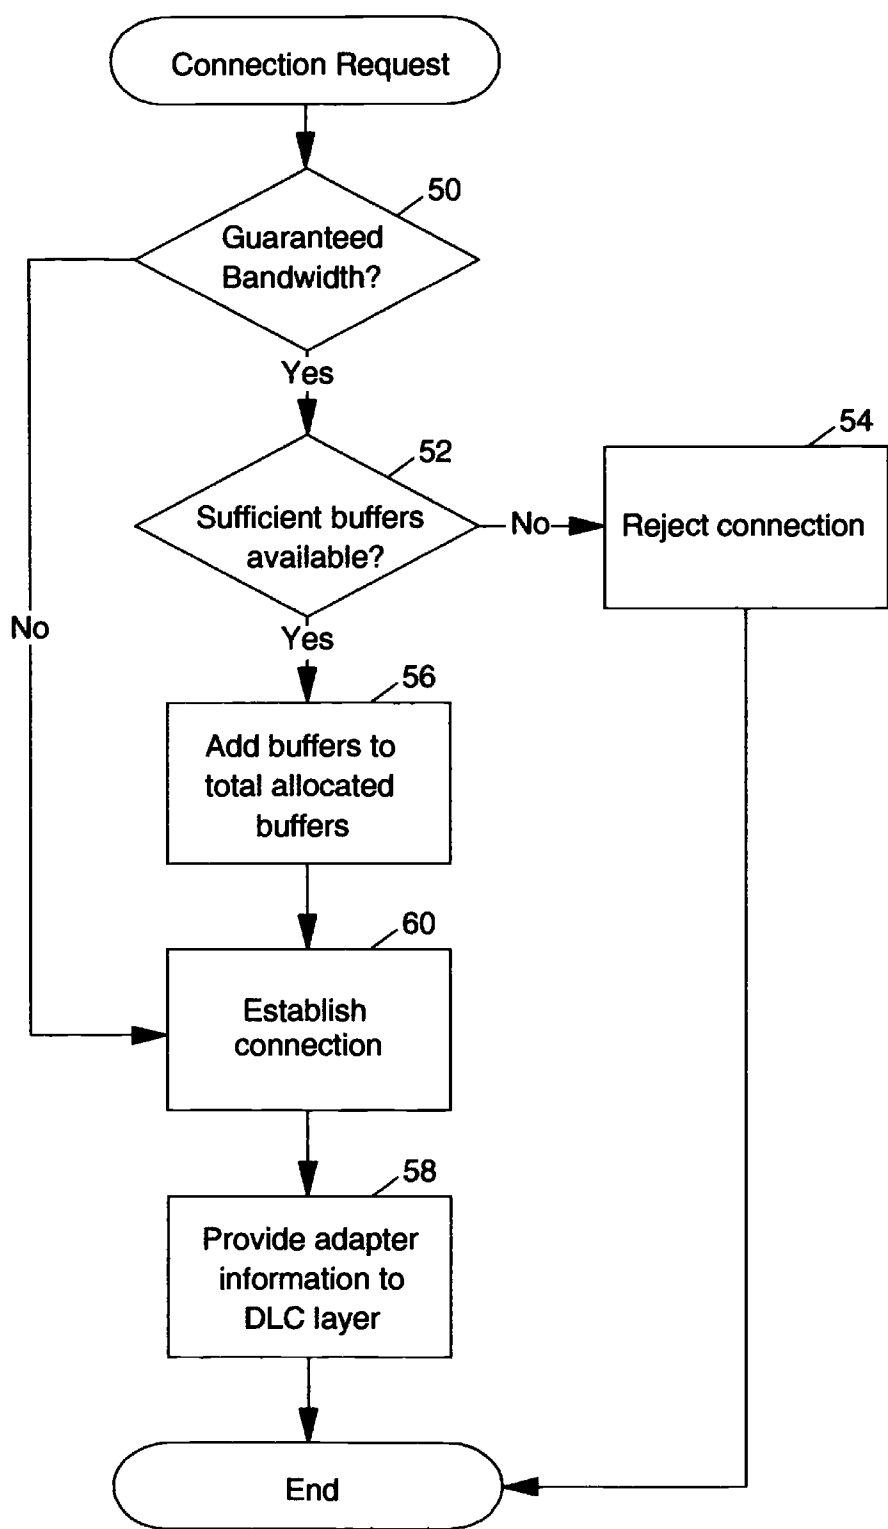 Connection Request
50
Guaranteed
Bandwidth?
Yes
52
54
Sufficient buffers
available?
No
Reject connection
No
Yes
56
Add buffers to
total allocated
buffers
60
Establish
connection
58
Provide adapter
information to
DLC layer
End